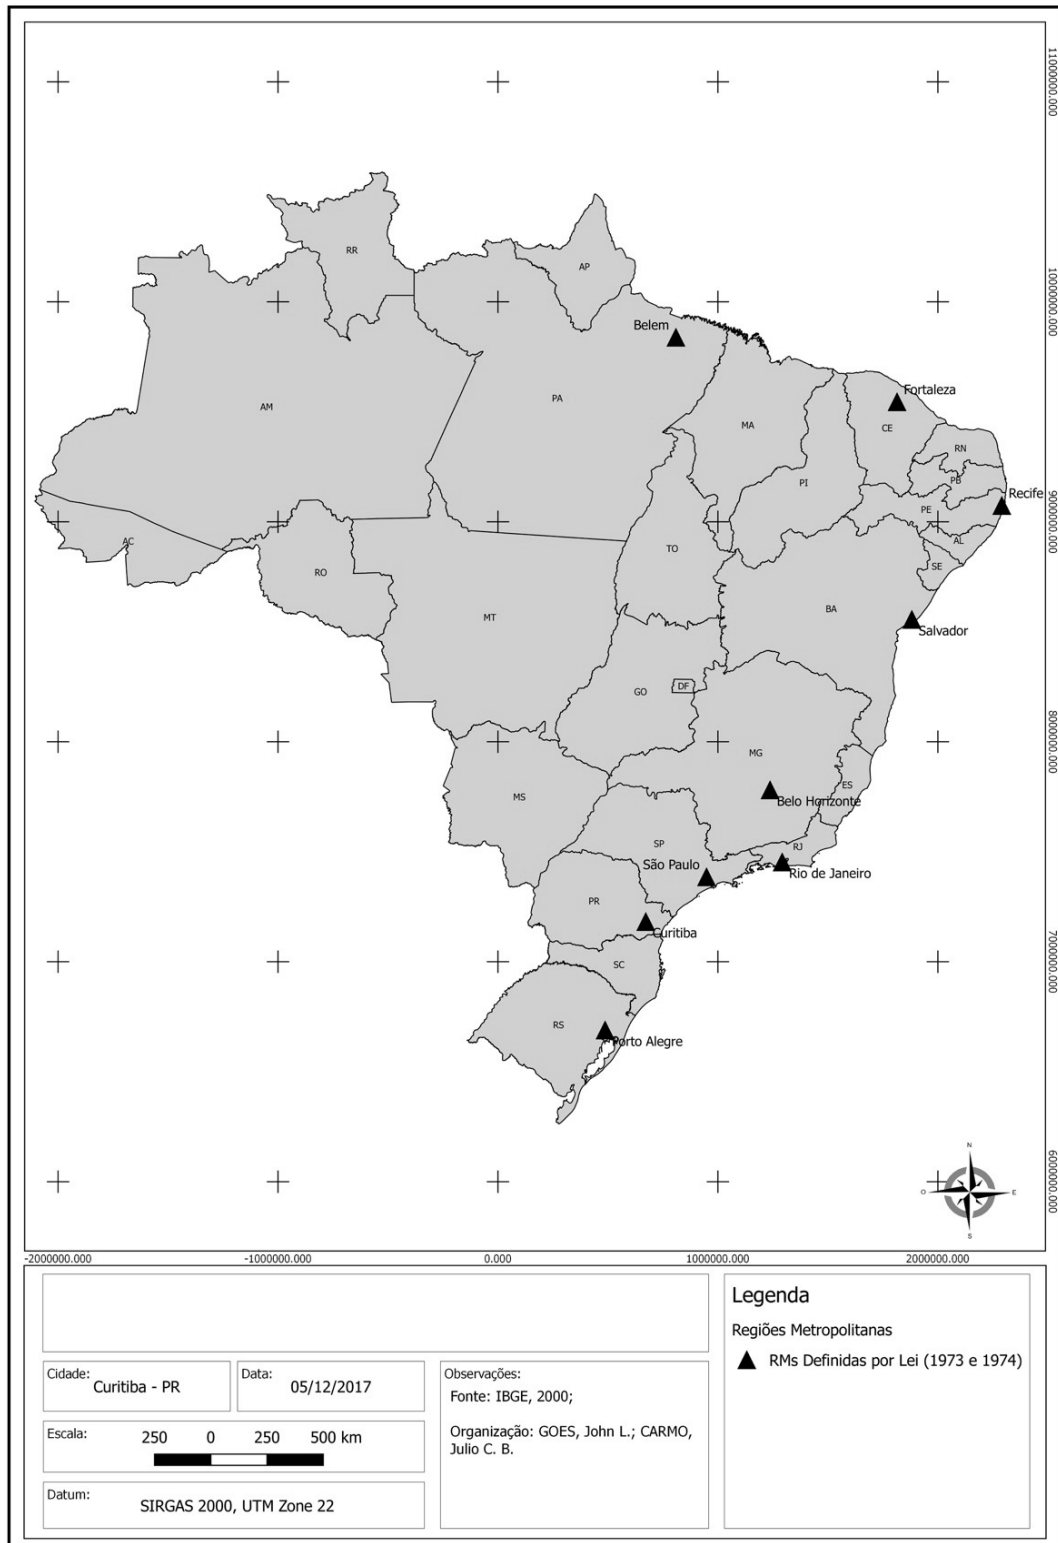 11000000.000
RR
AP
10000000.000
Belem
AM
PA
Fortaleza
MA
CE
RN
PI
PB
Recife
PE
9000000.000
AC
TO
AL
RO
SE
BA
MT
Salvador
GO
DF
8000000.000
MG
MS
ES
Belo Horizonte
SP
RJ
São Paulo
Rio de Janeiro
PR
Curitiba
SC
7000000.000
RS
Porto Alegre
N
O
E
S
6000000.000
-2000000.000
-1000000.000
0.000
1000000.000
2000000.000
Cidade:
Curitiba - PR
Data:
05/12/2017
Escala:
250 0 250 500 km
Datum:
SIRGAS 2000, UTM Zone 22
Observações:
Fonte: IBGE, 2000;
Organização: GOES, John L.; CARMO,
Julio C. B.
Legenda
Regiões Metropolitanas
RMs Definidas por Lei (1973 e 1974)